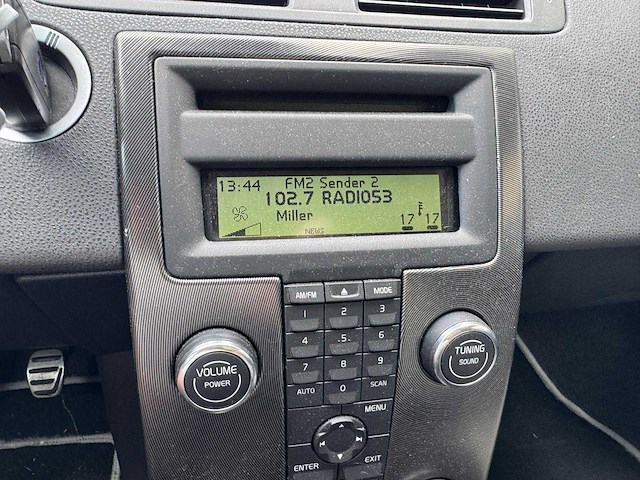 13:44 FM2 Sender 2
102.7 RADIO53
Miller
17 17
NEWS
AM/FM MODE
1 2 3
4 .5. 6
7 8 9
AUTO 0 SCAN
MENU
ENTER EXIT
VOLUME
POWER
TUNING
SOUND